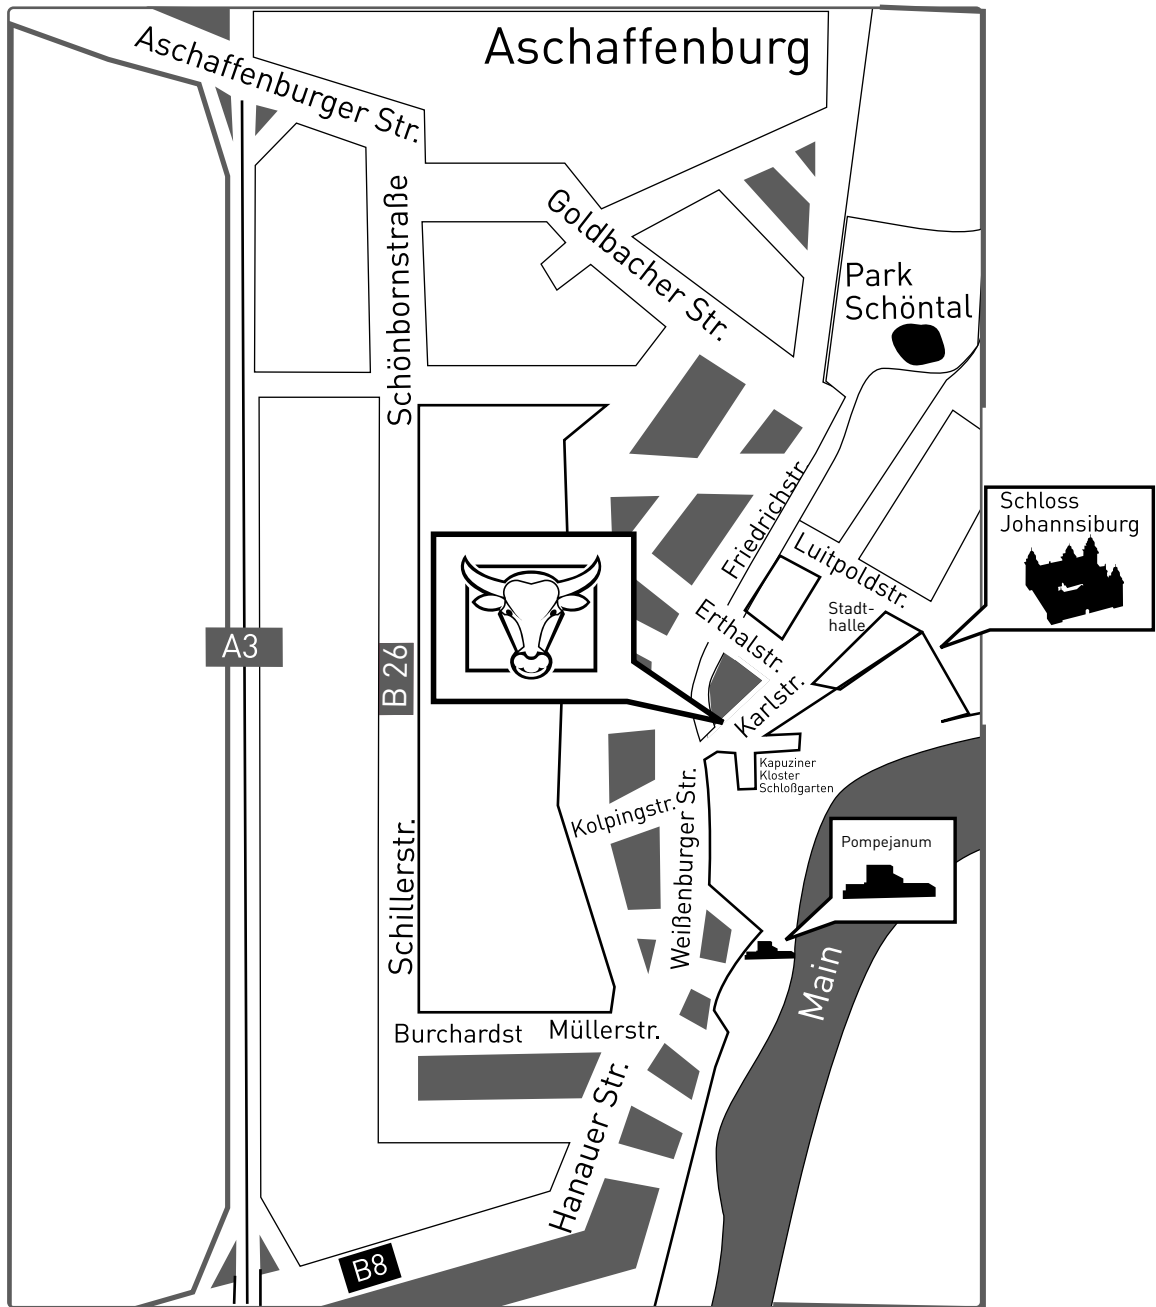 Aschaffenburg
Aschaffenburger Str.
Schönbornstraße
Goldbacher Str.
Park
Schöntal
Friedrichstr.
Schloss
Johannsiburg
Luitpoldstr.
Stadt-
halle
Erthalstr.
A3
B 26
Karlstr.
Kapuziner
Kloster
Schloßgarten
Kolpingstr.
Weißenburger Str.
Pompejanum
Schillerstr.
Main
Burchardst
Müllerstr.
Hanauer Str.
B8